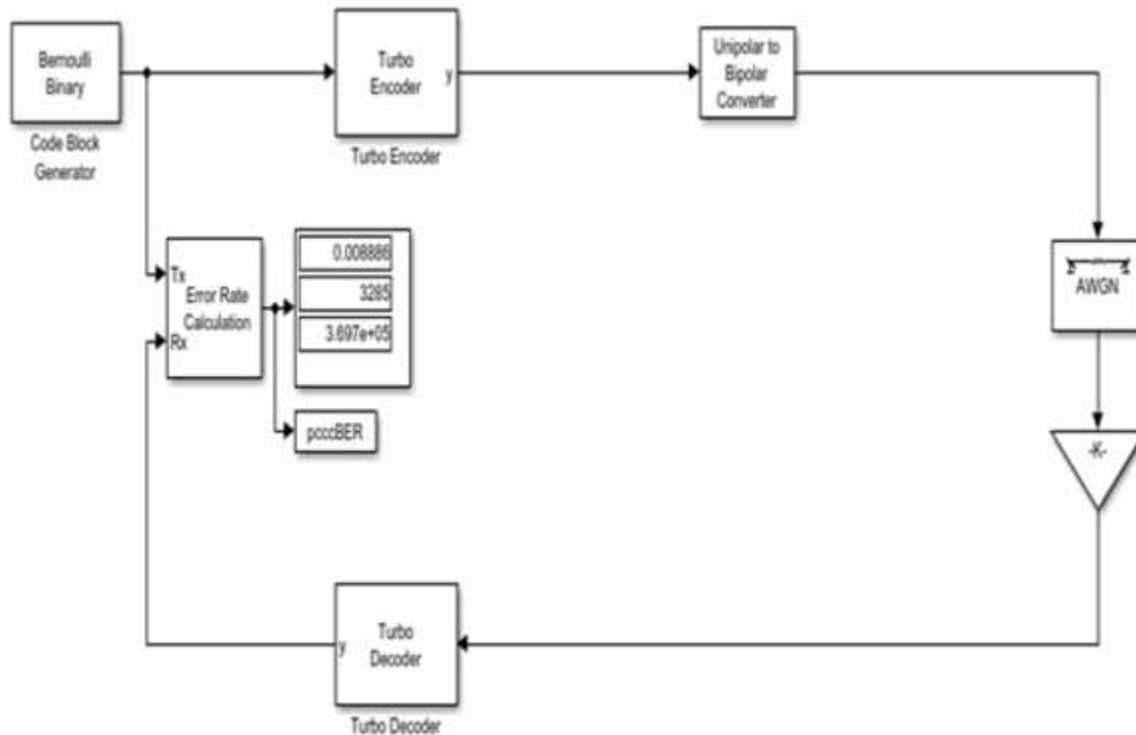 Bernoulli
Binary
Code Block
Generator
Turbo
Encoder
y
Turbo Encoder
Unipolar to
Bipolar
Converter
AWGN
-K-
Tx
Error Rate
Calculation
Rx
0.008886
3285
3.697e+05
pcccBER
y
Turbo
Decoder
Turbo Decoder